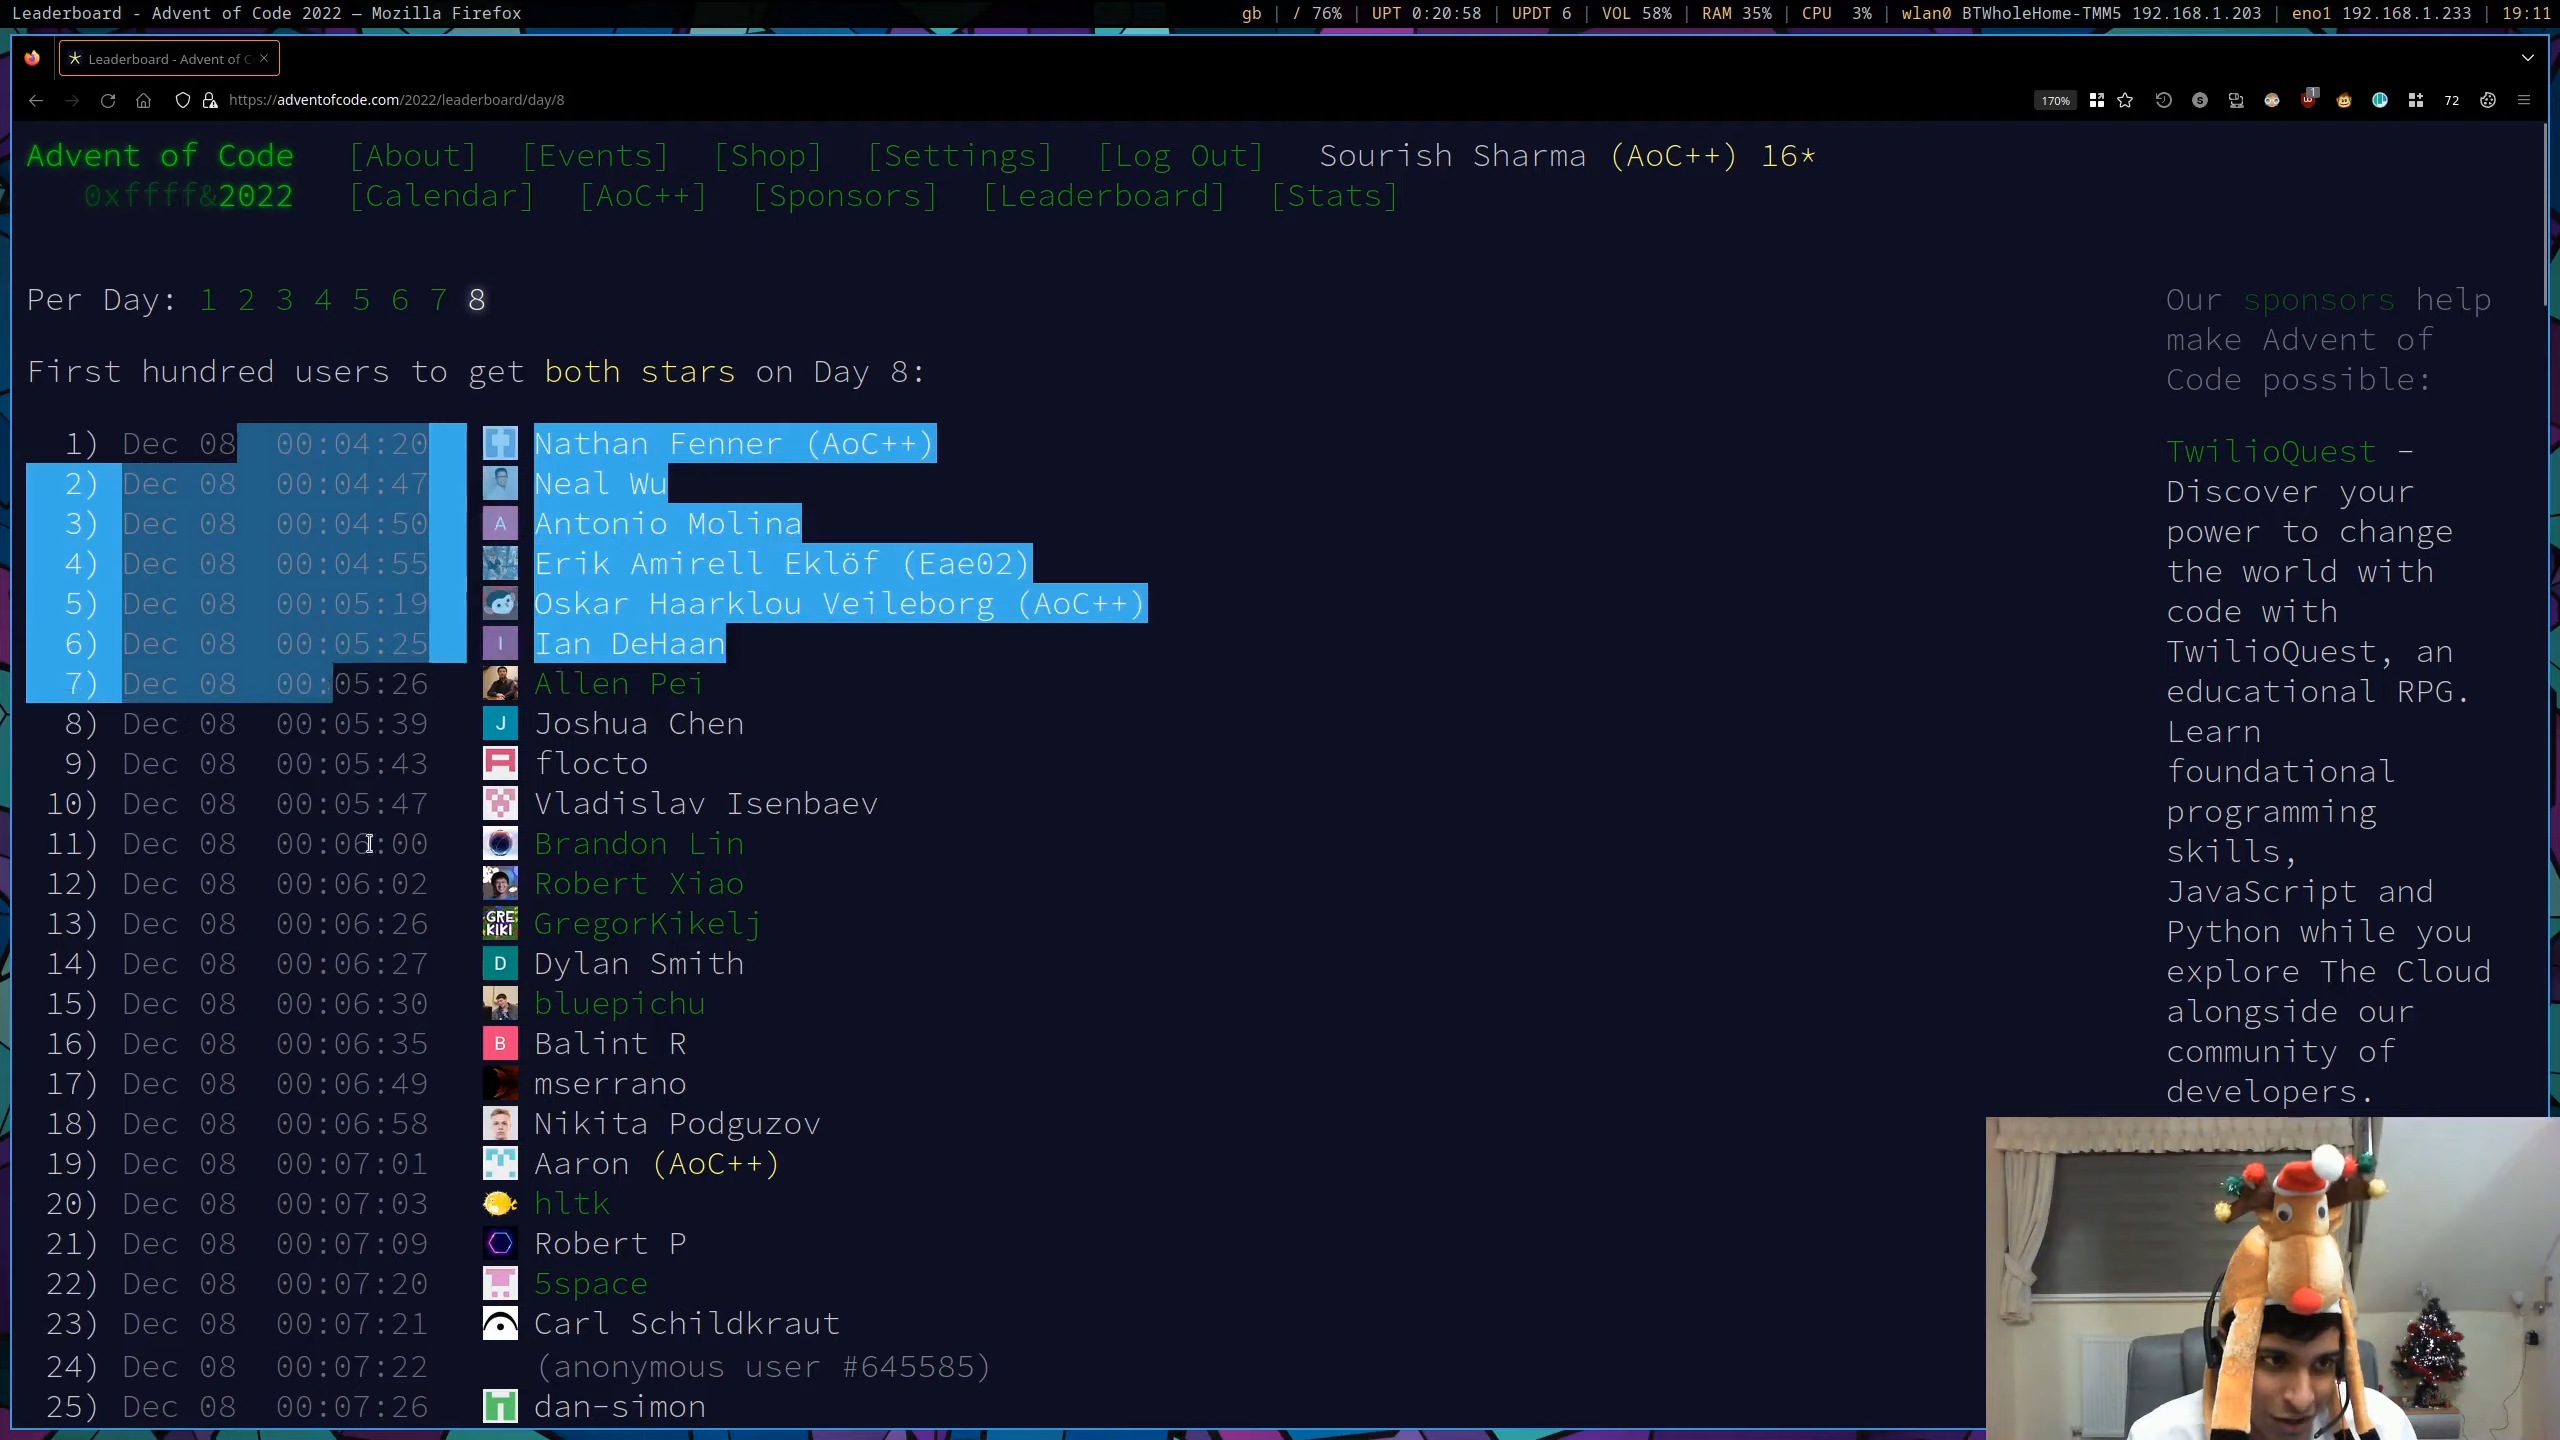 Leaderboard - Advent of Code 2022 — Mozilla Firefox
gb | / 76% | UPT 0:20:58 | UPDT 6 | VOL 58% | RAM 35% | CPU 3% | wlan0 BTWholeHome-TMM5 192.168.1.203 | eno1 192.168.1.233 | 19:11
Leaderboard - Advent of C
https://adventofcode.com/2022/leaderboard/day/8
170%
1
72
Advent of Code [About] [Events] [Shop] [Settings] [Log Out] Sourish Sharma (AoC++) 16*
0xffff&2022 [Calendar] [AoC++] [Sponsors] [Leaderboard] [Stats]
Per Day: 1 2 3 4 5 6 7 8
First hundred users to get both stars on Day 8:
1) Dec 08 00:04:20 Nathan Fenner (AoC++)
2) Dec 08 00:04:47 Neal Wu
3) Dec 08 00:04:50 A Antonio Molina
4) Dec 08 00:04:55 Erik Amirell Eklöf (Eae02)
5) Dec 08 00:05:19 Oskar Haarklou Veileborg (AoC++)
6) Dec 08 00:05:25 I Ian DeHaan
7) Dec 08 00:05:26 Allen Pei
8) Dec 08 00:05:39 J Joshua Chen
9) Dec 08 00:05:43 flocto
10) Dec 08 00:05:47 Vladislav Isenbaev
11) Dec 08 00:06:00 Brandon Lin
12) Dec 08 00:06:02 Robert Xiao
13) Dec 08 00:06:26 GRE KIKI GregorKikelj
14) Dec 08 00:06:27 D Dylan Smith
15) Dec 08 00:06:30 bluepichu
16) Dec 08 00:06:35 B Balint R
17) Dec 08 00:06:49 mserrano
18) Dec 08 00:06:58 Nikita Podguzov
19) Dec 08 00:07:01 Aaron (AoC++)
20) Dec 08 00:07:03 hltk
21) Dec 08 00:07:09 Robert P
22) Dec 08 00:07:20 5space
23) Dec 08 00:07:21 Carl Schildkraut
24) Dec 08 00:07:22 (anonymous user #645585)
25) Dec 08 00:07:26 dan-simon
Our sponsors help
make Advent of
Code possible:
TwilioQuest -
Discover your
power to change
the world with
code with
TwilioQuest, an
educational RPG.
Learn
foundational
programming
skills,
JavaScript and
Python while you
explore The Cloud
alongside our
community of
developers.